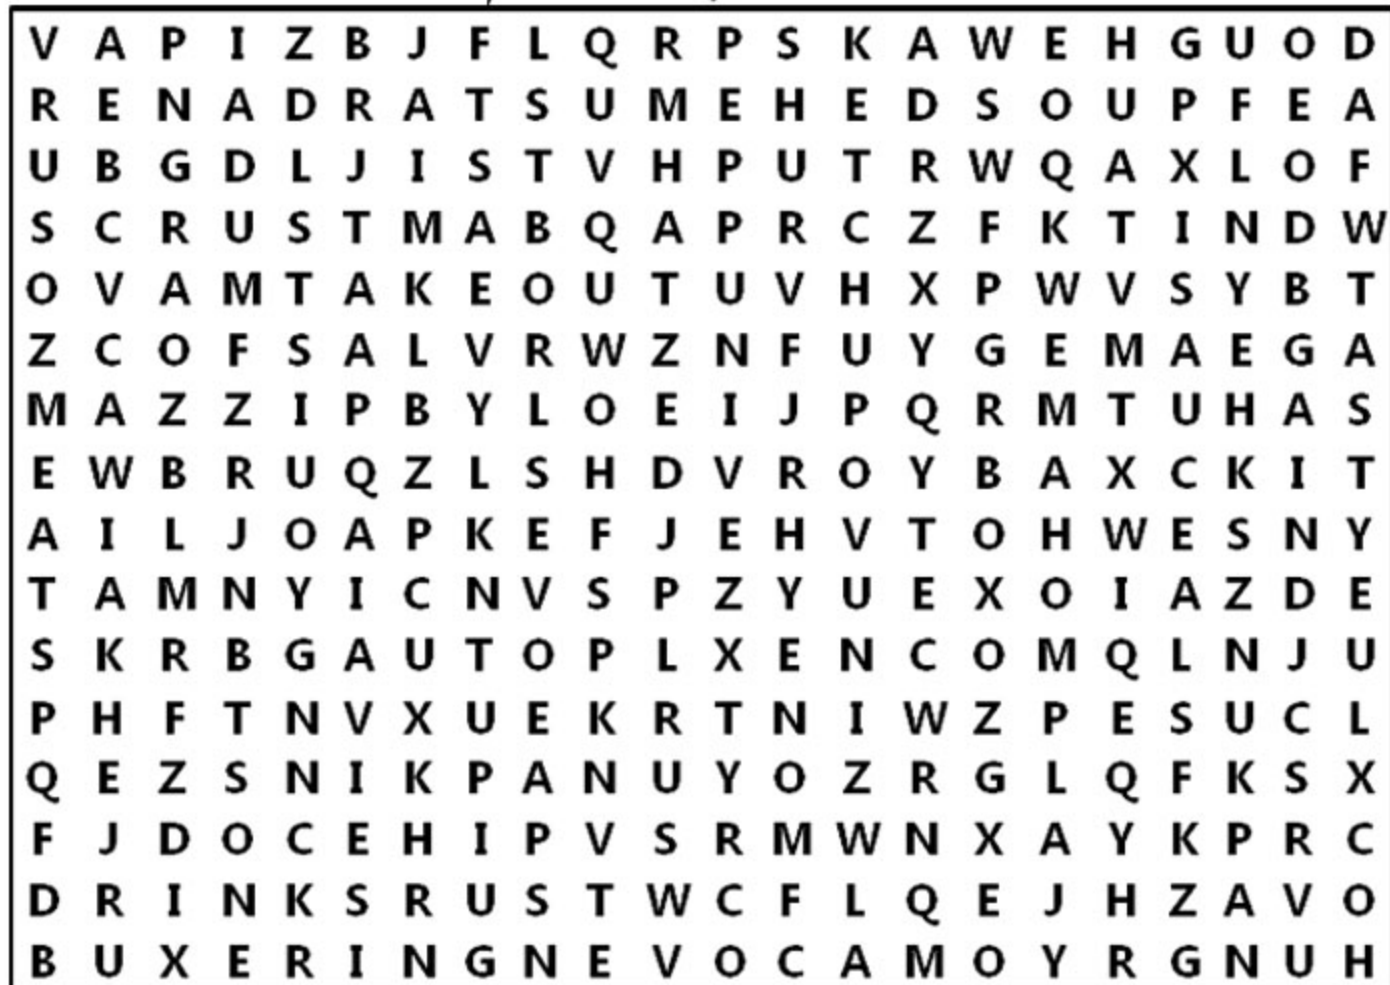 V A P I Z B J F L Q R P S K A W E H G U O D
R E N A D R A T S U M E H E D S O U P F E A
U B G D L J I S T V H P U T R W Q A X L O F
S C R U S T M A B Q A P R C Z F K T I N D W
O V A M T A K E O U T U V H X P W V S Y B T
Z C O F S A L V R W Z N F U Y G E M A E G A
M A Z Z I P B Y L O E I J P Q R M T U H A S
E W B R U Q Z L S H D V R O Y B A X C K I T
A I L J O A P K E F J E H V T O H W E S N Y
T A M N Y I C N V S P Z Y U E X O I A Z D E
S K R B G A U T O P L X E N C O M Q L N J U
P H F T N V X U E K R T N I W Z P E S U C L
Q E Z S N I K P A N U Y O Z R G L Q F K S X
F J D O C E H I P V S R M W N X A Y K P R C
D R I N K S R U S T W C F L Q E J H Z A V O
B U X E R I N G N E V O C A M O Y R G N U H